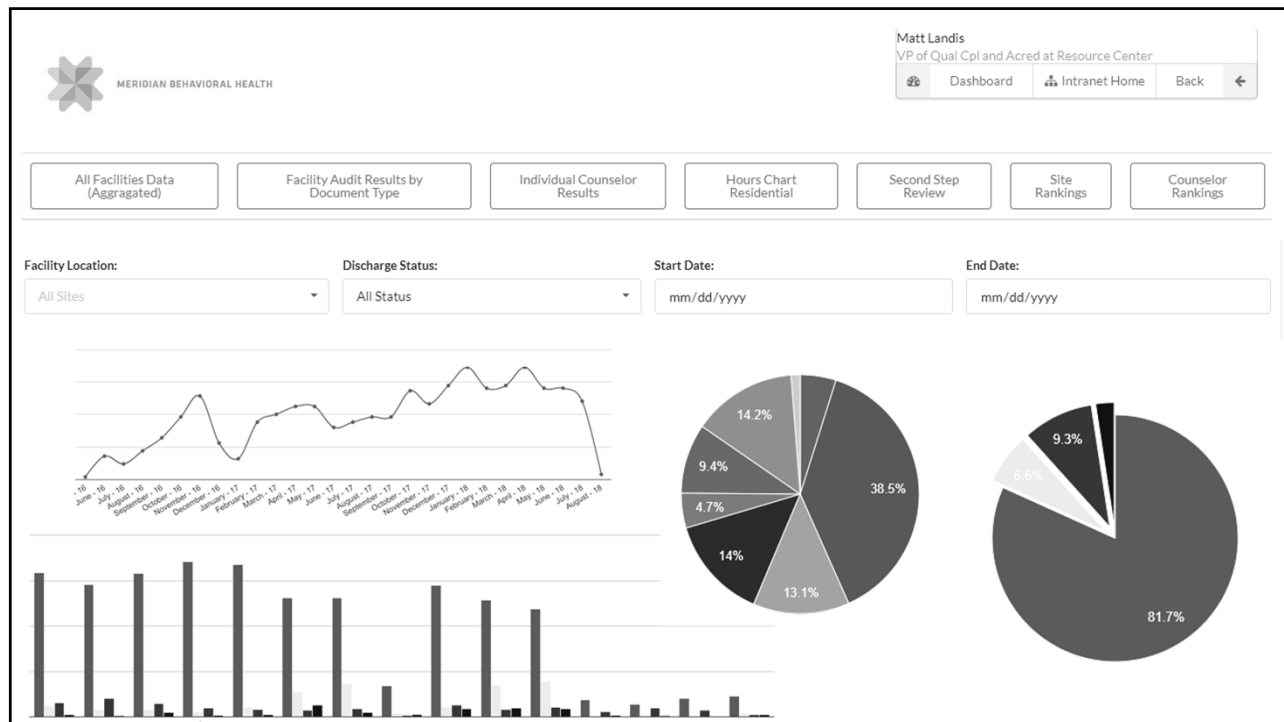 Matt Landis
VP of Qual Cpl and Acred at Resource Center
Dashboard
Intranet Home
Back
MERIDIAN BEHAVIORAL HEALTH
All Facilities Data
(Aggragated)
Facility Audit Results by
Document Type
Individual Counselor
Results
Hours Chart
Residential
Second Step
Review
Site
Rankings
Counselor
Rankings
Facility Location:
All Sites
Discharge Status:
All Status
Start Date:
mm/dd/yyyy
End Date:
mm/dd/yyyy
- 16
June - 16
July - 16
August - 16
September - 16
October - 16
November - 16
December - 16
January - 17
February - 17
March - 17
April - 17
May - 17
June - 17
July - 17
August - 17
September - 17
October - 17
November - 17
December - 17
January - 18
February - 18
March - 18
April - 18
May - 18
June - 18
July - 18
August - 18
14.2%
9.4%
4.7%
14%
13.1%
38.5%
9.3%
6.6%
81.7%